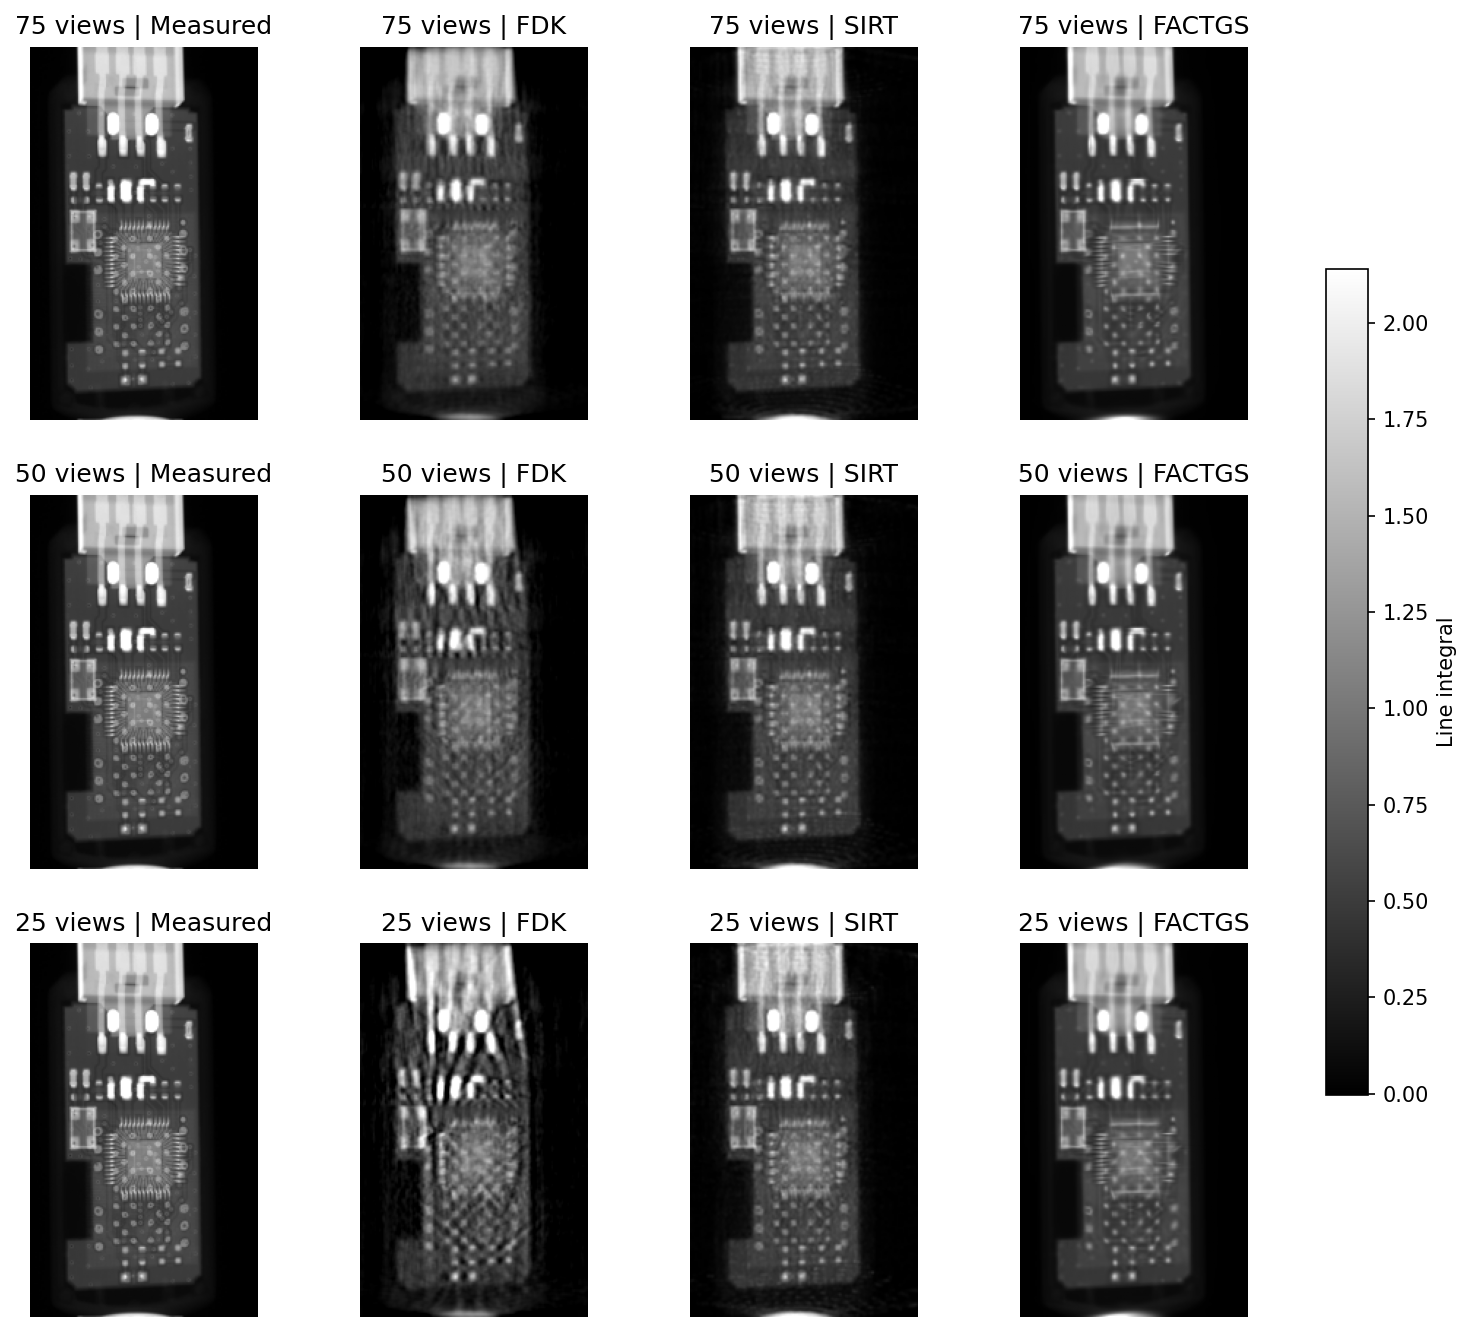 75 views | Measured
75 views | FDK
75 views | SIRT
75 views | FACTGS
50 views | Measured
50 views | FDK
50 views | SIRT
50 views | FACTGS
25 views | Measured
25 views | FDK
25 views | SIRT
25 views | FACTGS
2.00
1.75
1.50
1.25
1.00
0.75
0.50
0.25
0.00
Line integral